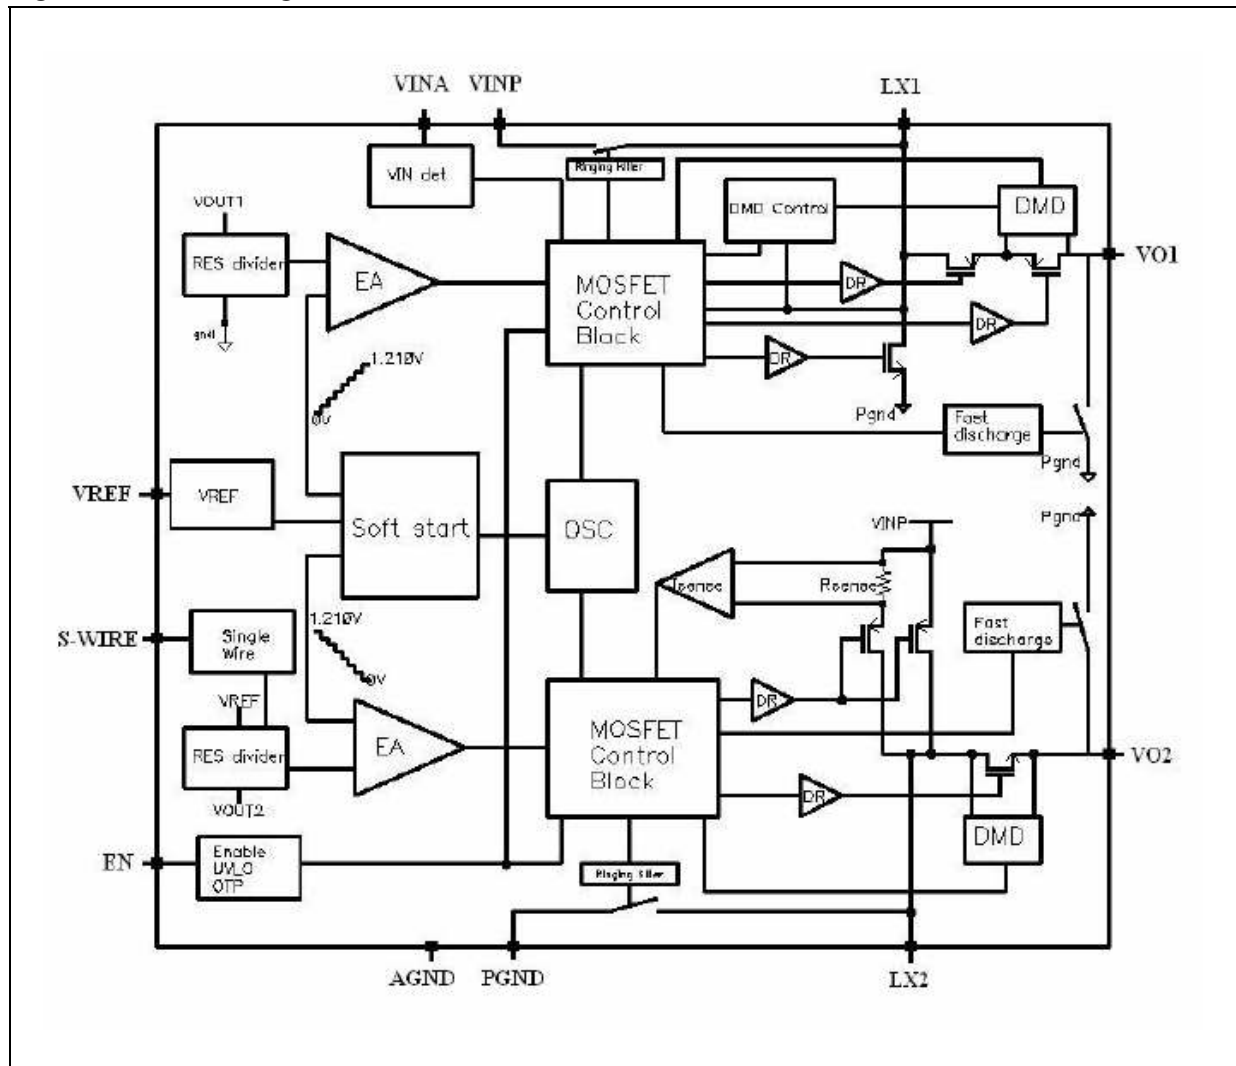 VINA VINP LX1
VIN det
Ringing Killer
VOUT1
RES divider
gnd
EA
MOSFET
Control
Block
DMD Control
DMD
VO1
DR
DR
DR
1.210V
0V
Pgnd
Fast
discharge
Pgnd
VREF
VREF
Soft start
OSC
VINP
Pgnd
Isense
Rsense
S-WIRE
Single
Wire
1.210V
0V
Fast
discharge
VREF
RES divider
VOUT2
EA
MOSFET
Control
Block
DR
DR
VO2
DMD
EN
Enable
UVLO
OTP
Ringing Killer
AGND PGND LX2